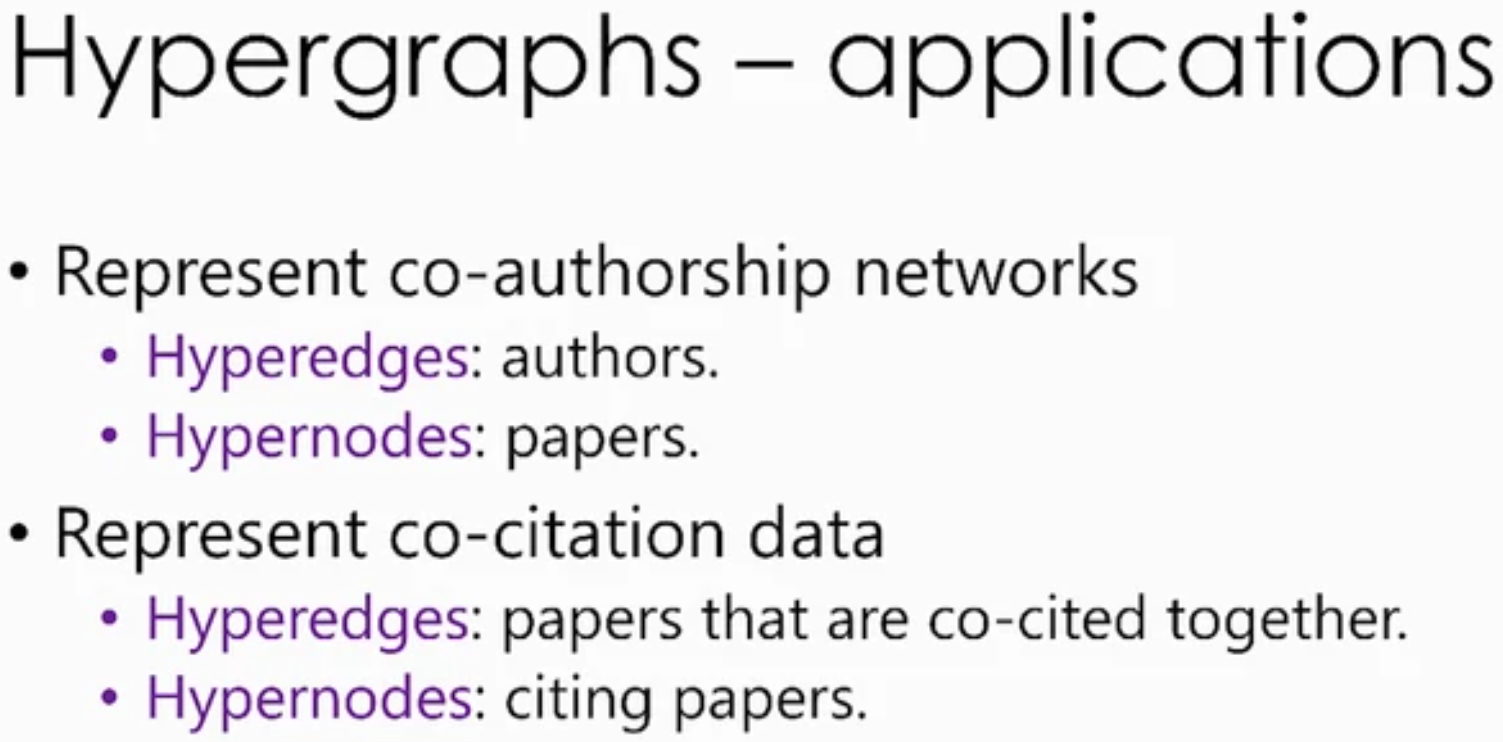 Hypergraphs – applications
• Represent co-authorship networks
• Hyperedges: authors.
• Hypernodes: papers.
• Represent co-citation data
• Hyperedges: papers that are co-cited together.
• Hypernodes: citing papers.